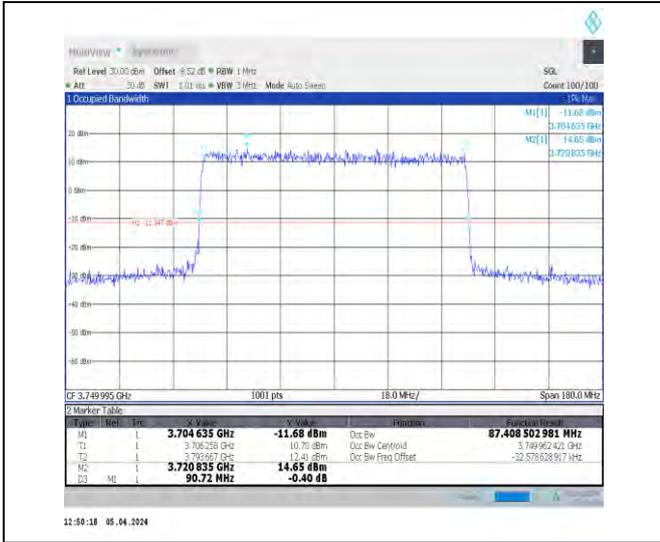 MultiView Spectrum
Ref Level 30.00 dBm Offset 9.52 dB RBW 1 MHz SGL
Att 30 dB SWT 1.01 ms VBW 3 MHz Mode Auto Sweep Count 100/100
1 Occupied Bandwidth 1Pk Max
M1[1] -11.68 dBm
3.704635 GHz
M2[1] 14.65 dBm
3.720835 GHz
20 dBm
10 dBm
0 dBm
-10 dBm
H1 -11.347 dBm
-20 dBm
-30 dBm
-40 dBm
-50 dBm
-60 dBm
CF 3.749995 GHz 1001 pts 18.0 MHz/ Span 180.0 MHz
2 Marker Table
Type Ref Trc X-Value Y-Value Function Function Result
M1 1 3.704 635 GHz -11.68 dBm Occ Bw 87.408 502 981 MHz
T1 1 3.706258 GHz 10.70 dBm Occ Bw Centroid 3.749 962 421 GHz
T2 1 3.793667 GHz 12.41 dBm Occ Bw Freq Offset -32.578 628 917 kHz
M2 1 3.720 835 GHz 14.65 dBm
D3 M1 1 90.72 MHz -0.40 dB
12:50:18 05.04.2024